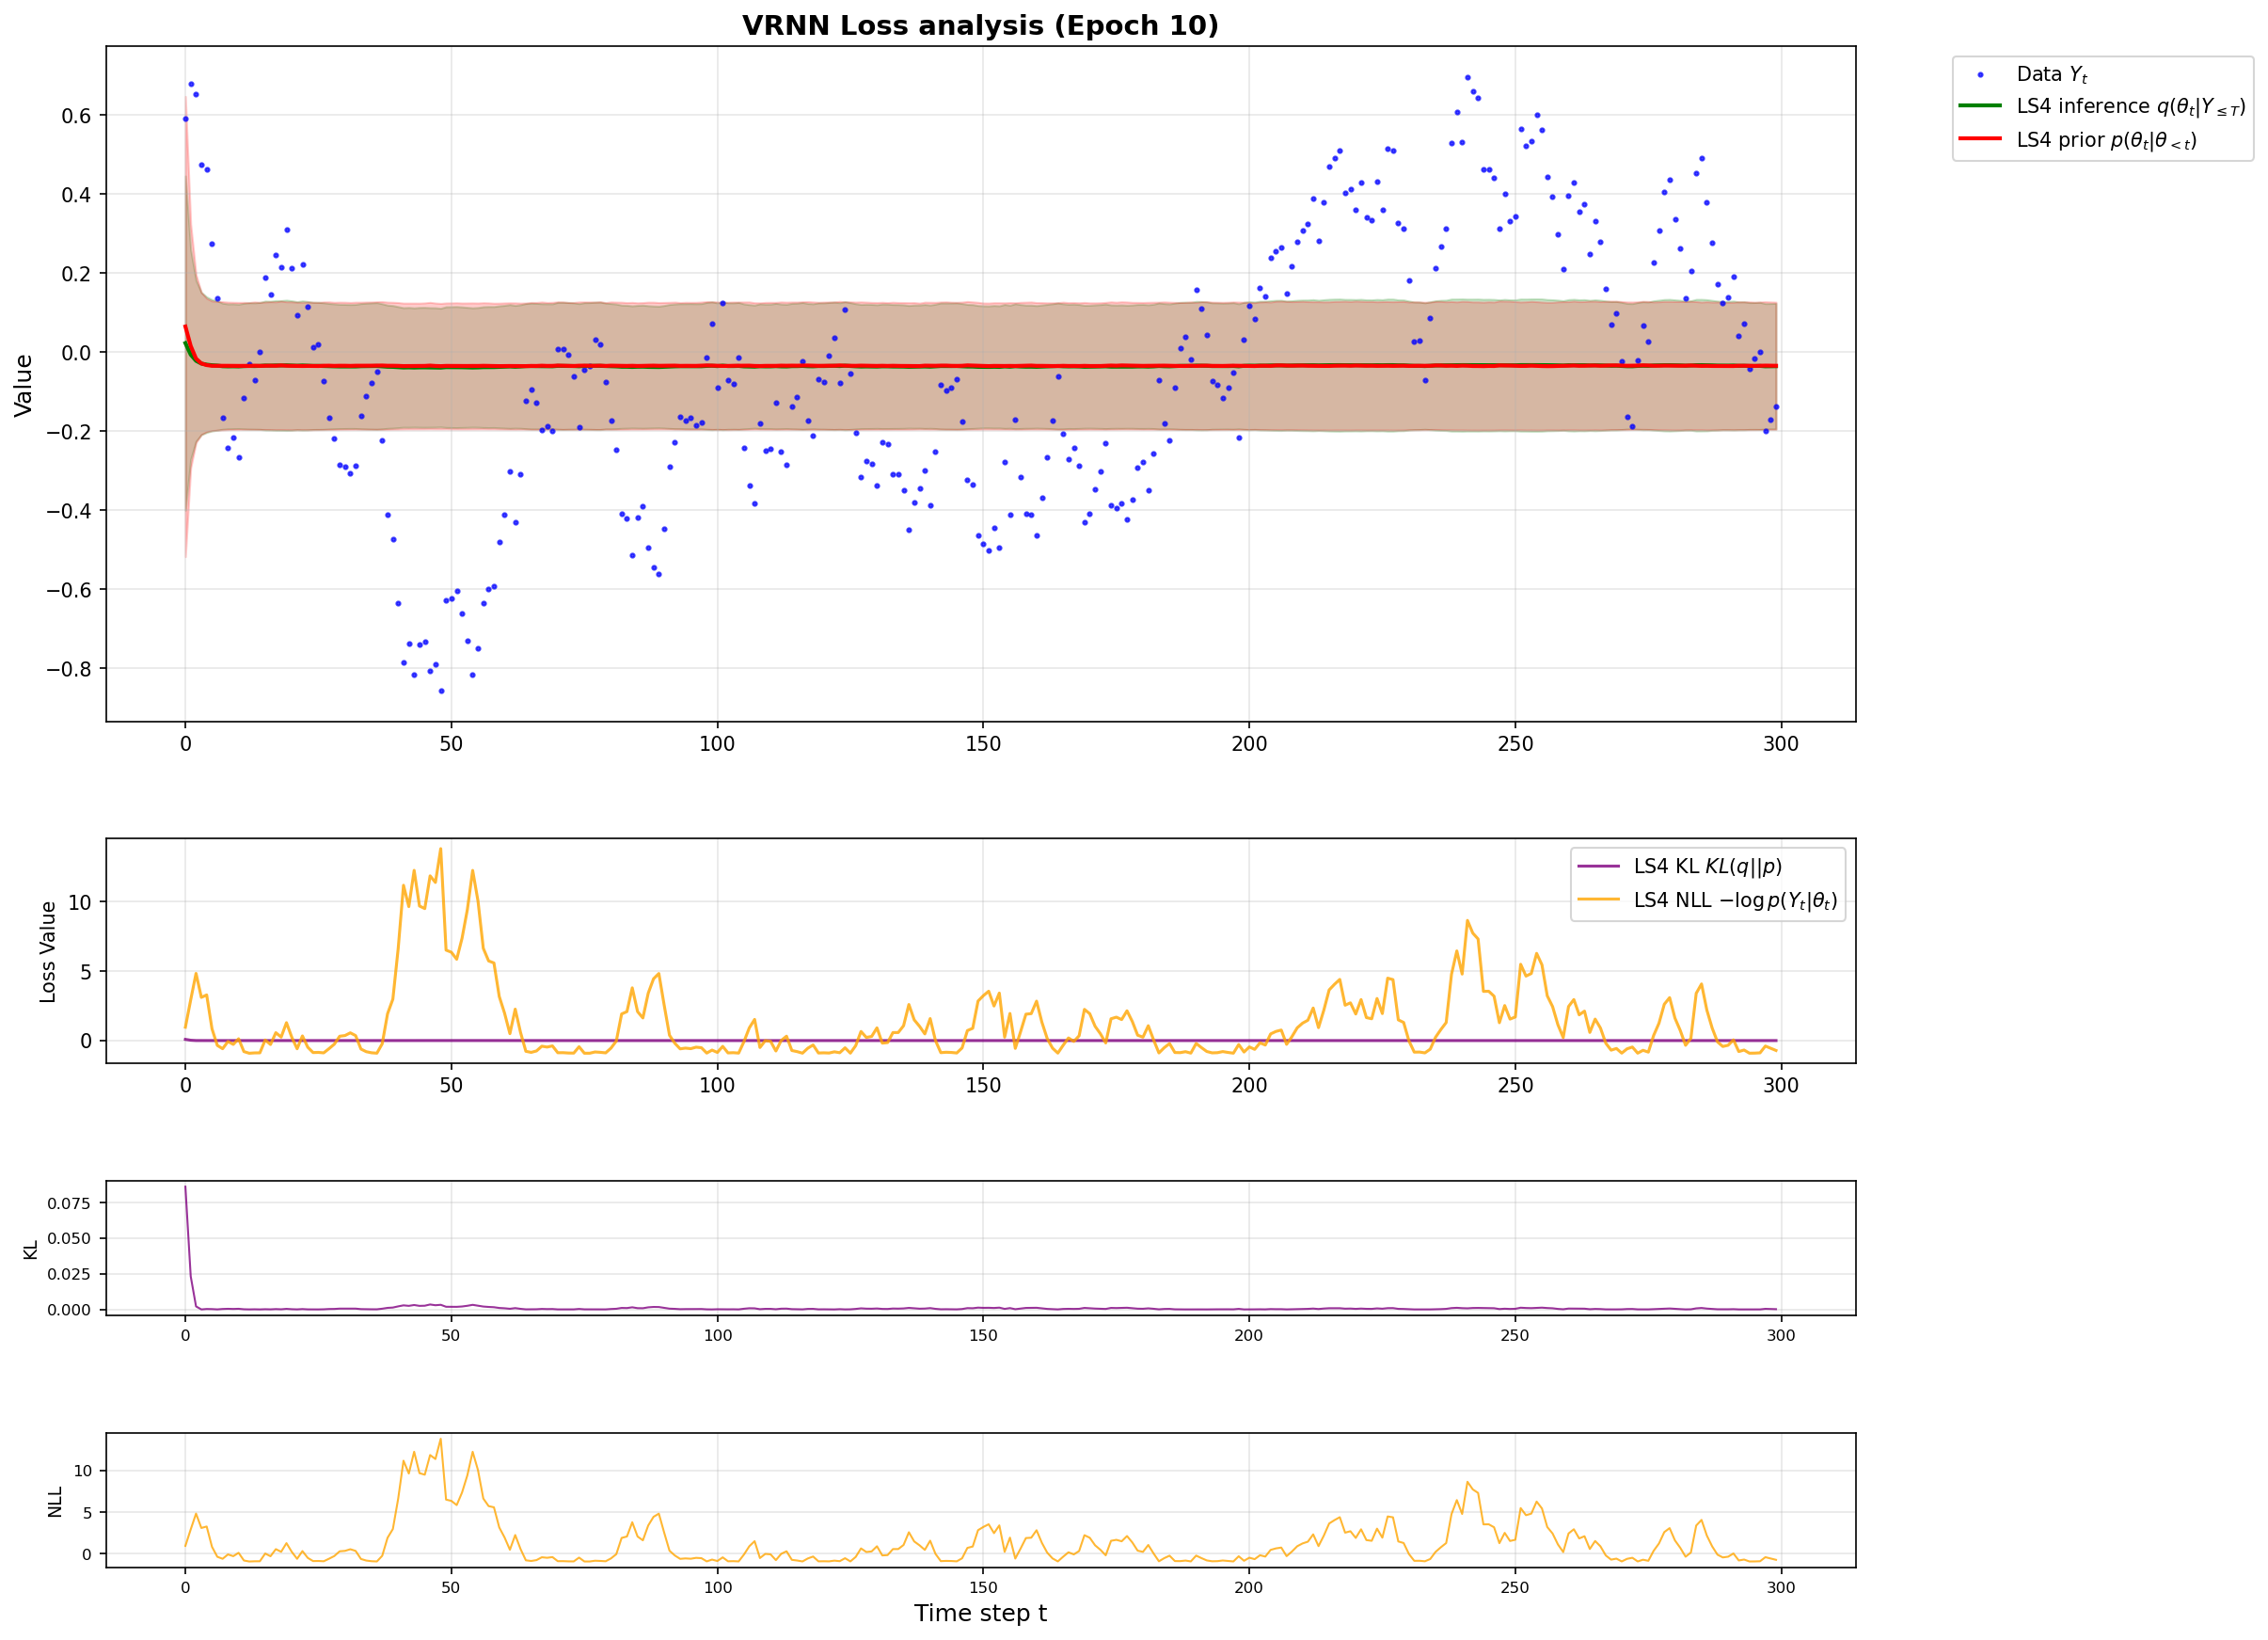 VRNN Loss analysis (Epoch 10)
Value
0.6
0.4
0.2
0.0
−0.2
−0.4
−0.6
−0.8
0 50 100 150 200 250 300
Data Y_t
LS4 inference q(θ_t|Y_≤T)
LS4 prior p(θ_t|θ_<t)
Loss Value
10
5
0
0 50 100 150 200 250 300
LS4 KL KL(q||p)
LS4 NLL −log p(Y_t|θ_t)
KL
0.075
0.050
0.025
0.000
0 50 100 150 200 250 300
NLL
10
5
0
0 50 100 150 200 250 300
Time step t